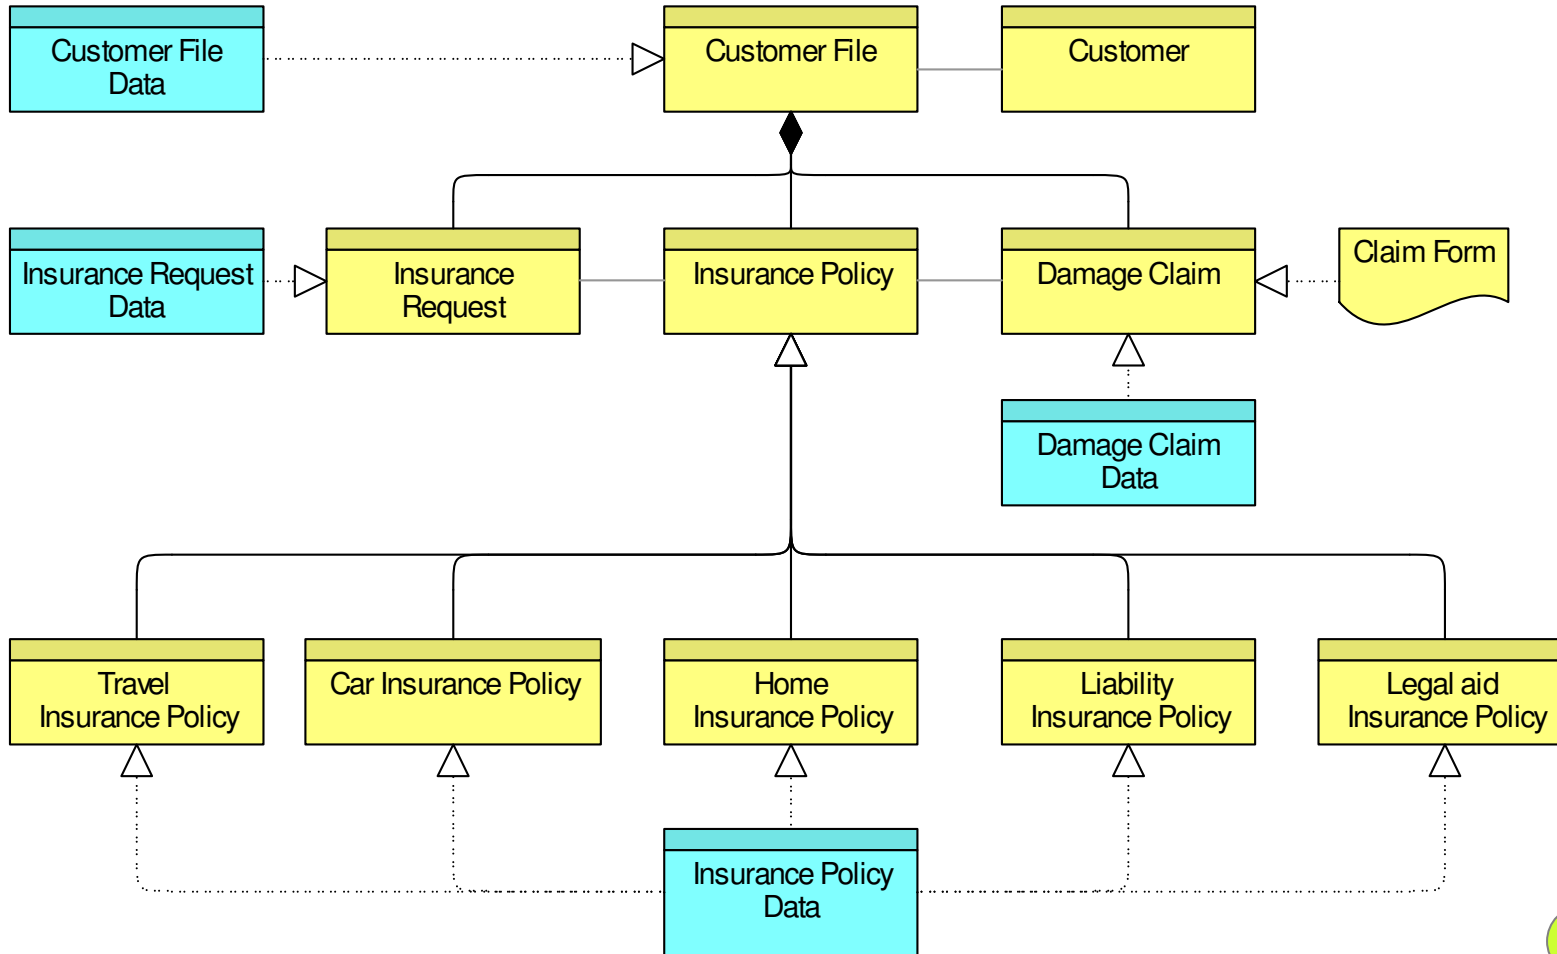 Customer File
Data
Customer File
Customer
Insurance Request
Data
Insurance
Request
Insurance Policy
Damage Claim
Claim Form
Damage Claim
Data
Travel
Insurance Policy
Car Insurance Policy
Home
Insurance Policy
Liability
Insurance Policy
Legal aid
Insurance Policy
Insurance Policy
Data